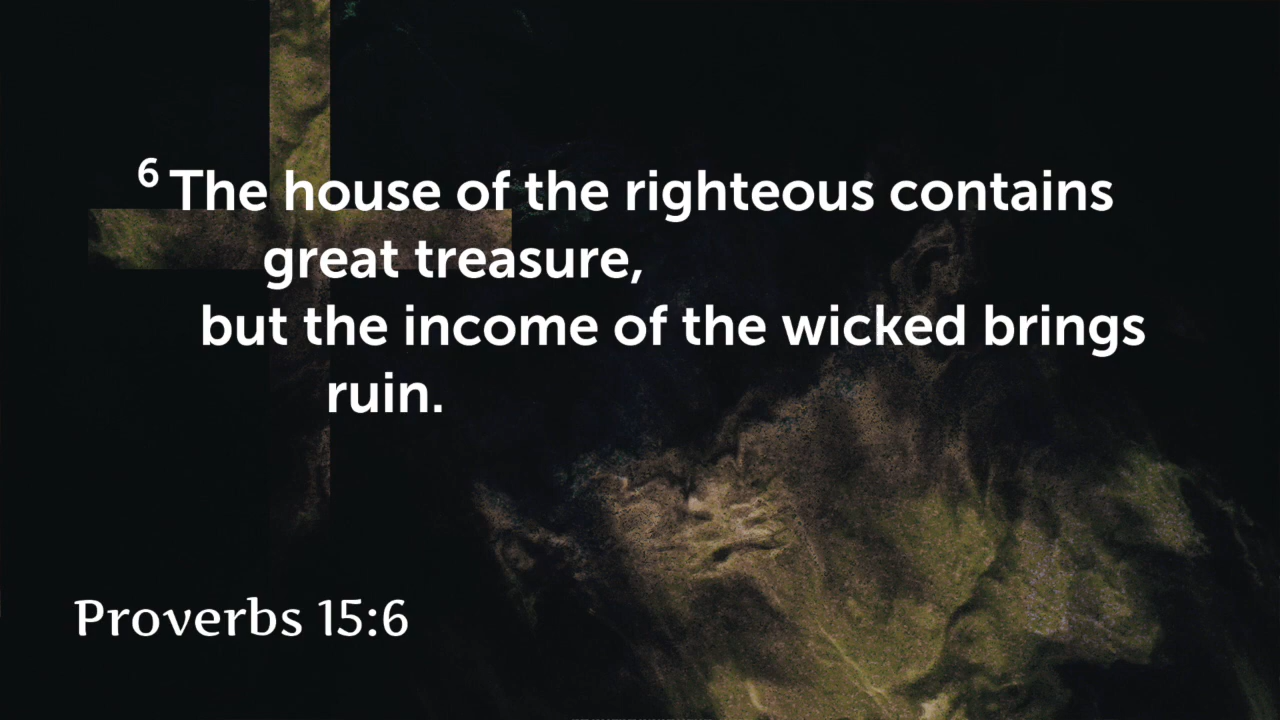 6 The house of the righteous contains
great treasure,
but the income of the wicked brings
ruin.
Proverbs 15:6